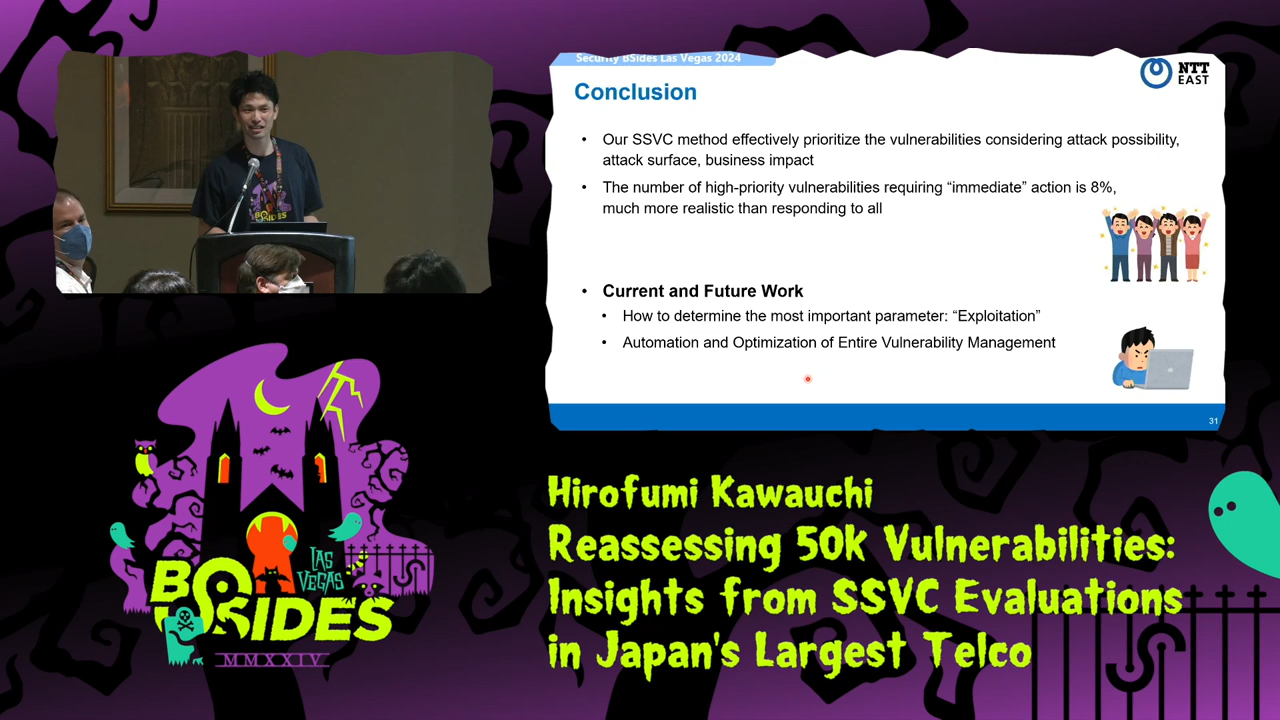 Security BSides Las Vegas 2024
NTT
EAST
Conclusion
• Our SSVC method effectively prioritize the vulnerabilities considering attack possibility,
attack surface, business impact
• The number of high-priority vulnerabilities requiring “immediate” action is 8%,
much more realistic than responding to all
• Current and Future Work
• How to determine the most important parameter: “Exploitation”
• Automation and Optimization of Entire Vulnerability Management
31
BSIDES
LAS
VEGAS
BSIDES
MMXXIV
Hirofumi Kawauchi
Reassessing 50k Vulnerabilities:
Insights from SSVC Evaluations
in Japan's Largest Telco